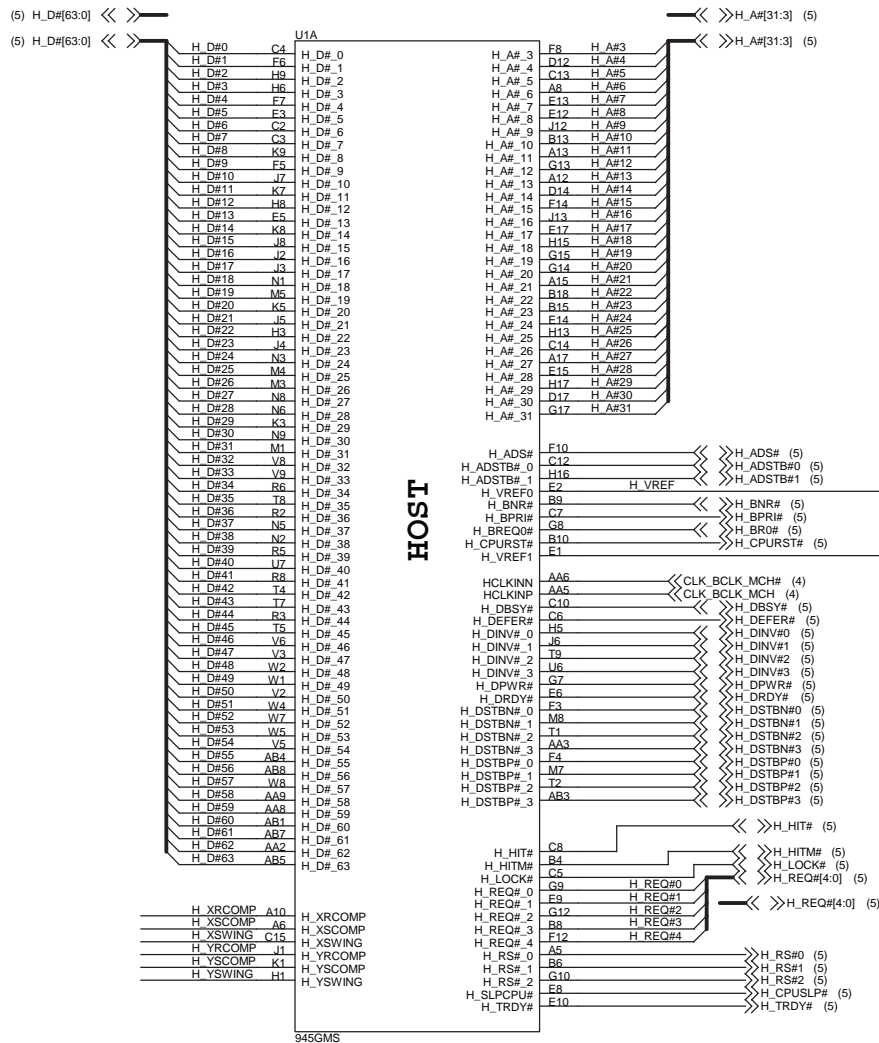 (5) H_D#[63:0]
H_A#[31:3] (5)
(5) H_D#[63:0]
H_A#[31:3] (5)
U1A
H_D#0 C4 H_D#_0
H_D#1 F6 H_D#_1
H_D#2 H9 H_D#_2
H_D#3 H6 H_D#_3
H_D#4 F7 H_D#_4
H_D#5 E3 H_D#_5
H_D#6 C2 H_D#_6
H_D#7 C3 H_D#_7
H_D#8 K9 H_D#_8
H_D#9 F5 H_D#_9
H_D#10 J7 H_D#_10
H_D#11 K7 H_D#_11
H_D#12 H8 H_D#_12
H_D#13 E5 H_D#_13
H_D#14 K8 H_D#_14
H_D#15 J8 H_D#_15
H_D#16 J2 H_D#_16
H_D#17 J3 H_D#_17
H_D#18 N1 H_D#_18
H_D#19 M5 H_D#_19
H_D#20 K5 H_D#_20
H_D#21 J5 H_D#_21
H_D#22 H3 H_D#_22
H_D#23 J4 H_D#_23
H_D#24 N3 H_D#_24
H_D#25 M4 H_D#_25
H_D#26 M3 H_D#_26
H_D#27 N8 H_D#_27
H_D#28 N6 H_D#_28
H_D#29 K3 H_D#_29
H_D#30 N9 H_D#_30
H_D#31 M1 H_D#_31
H_D#32 V8 H_D#_32
H_D#33 V9 H_D#_33
H_D#34 R6 H_D#_34
H_D#35 T8 H_D#_35
H_D#36 R2 H_D#_36
H_D#37 N5 H_D#_37
H_D#38 N2 H_D#_38
H_D#39 R5 H_D#_39
H_D#40 U7 H_D#_40
H_D#41 R8 H_D#_41
H_D#42 T4 H_D#_42
H_D#43 T7 H_D#_43
H_D#44 R3 H_D#_44
H_D#45 T5 H_D#_45
H_D#46 V6 H_D#_46
H_D#47 V3 H_D#_47
H_D#48 W2 H_D#_48
H_D#49 W1 H_D#_49
H_D#50 V2 H_D#_50
H_D#51 W4 H_D#_51
H_D#52 W7 H_D#_52
H_D#53 W5 H_D#_53
H_D#54 V5 H_D#_54
H_D#55 AB4 H_D#_55
H_D#56 AB8 H_D#_56
H_D#57 W8 H_D#_57
H_D#58 AA9 H_D#_58
H_D#59 AA8 H_D#_59
H_D#60 AB1 H_D#_60
H_D#61 AB7 H_D#_61
H_D#62 AA2 H_D#_62
H_D#63 AB5 H_D#_63
H_XRCOMP A10 H_XRCOMP
H_XSCOMP A6 H_XSCOMP
H_XSWING C15 H_XSWING
H_YRCOMP J1 H_YRCOMP
H_YSCOMP K1 H_YSCOMP
H_YSWING H1 H_YSWING
HOST
H_A#_3 F8 H_A#3
H_A#_4 D12 H_A#4
H_A#_5 C13 H_A#5
H_A#_6 A8 H_A#6
H_A#_7 E13 H_A#7
H_A#_8 E12 H_A#8
H_A#_9 J12 H_A#9
H_A#_10 B13 H_A#10
H_A#_11 A13 H_A#11
H_A#_12 G13 H_A#12
H_A#_13 A12 H_A#13
H_A#_14 D14 H_A#14
H_A#_15 F14 H_A#15
H_A#_16 J13 H_A#16
H_A#_17 E17 H_A#17
H_A#_18 H15 H_A#18
H_A#_19 G15 H_A#19
H_A#_20 G14 H_A#20
H_A#_21 A15 H_A#21
H_A#_22 B18 H_A#22
H_A#_23 B15 H_A#23
H_A#_24 E14 H_A#24
H_A#_25 H13 H_A#25
H_A#_26 C14 H_A#26
H_A#_27 A17 H_A#27
H_A#_28 E15 H_A#28
H_A#_29 H17 H_A#29
H_A#_30 D17 H_A#30
H_A#_31 G17 H_A#31
H_ADS# F10 H_ADS# (5)
H_ADSTB#_0 C12 H_ADSTB#0 (5)
H_ADSTB#_1 H16 H_ADSTB#1 (5)
H_VREF0 E2 H_VREF
H_BNR# B9 H_BNR# (5)
H_BPRI# C7 H_BPRI# (5)
H_BREQ0# G8 H_BR0# (5)
H_CPURST# B10 H_CPURST# (5)
H_VREF1 E1
HCLKINN AA6 CLK_BCLK_MCH# (4)
HCLKINP AA5 CLK_BCLK_MCH (4)
H_DBSY# C10 H_DBSY# (5)
H_DEFER# C6 H_DEFER# (5)
H_DINV#_0 H5 H_DINV#0 (5)
H_DINV#_1 J6 H_DINV#1 (5)
H_DINV#_2 T9 H_DINV#2 (5)
H_DINV#_3 U6 H_DINV#3 (5)
H_DPWR# G7 H_DPWR# (5)
H_DRDY# E6 H_DRDY# (5)
H_DSTBN#_0 F3 H_DSTBN#0 (5)
H_DSTBN#_1 M8 H_DSTBN#1 (5)
H_DSTBN#_2 T1 H_DSTBN#2 (5)
H_DSTBN#_3 AA3 H_DSTBN#3 (5)
H_DSTBP#_0 F4 H_DSTBP#0 (5)
H_DSTBP#_1 M7 H_DSTBP#1 (5)
H_DSTBP#_2 T2 H_DSTBP#2 (5)
H_DSTBP#_3 AB3 H_DSTBP#3 (5)
H_HIT# C8 H_HIT# (5)
H_HITM# B4 H_HITM# (5)
H_LOCK# C5 H_LOCK# (5)
H_REQ#[4:0] (5)
H_REQ#_0 G9 H_REQ#0
H_REQ#_1 E9 H_REQ#1
H_REQ#_2 G12 H_REQ#2
H_REQ#[4:0] (5)
H_REQ#_3 B8 H_REQ#3
H_REQ#_4 F12 H_REQ#4
H_RS#_0 A5 H_RS#0 (5)
H_RS#_1 B6 H_RS#1 (5)
H_RS#_2 G10 H_RS#2 (5)
H_SLPCPU# E8 H_CPUSLP# (5)
H_TRDY# E10 H_TRDY# (5)
945GMS